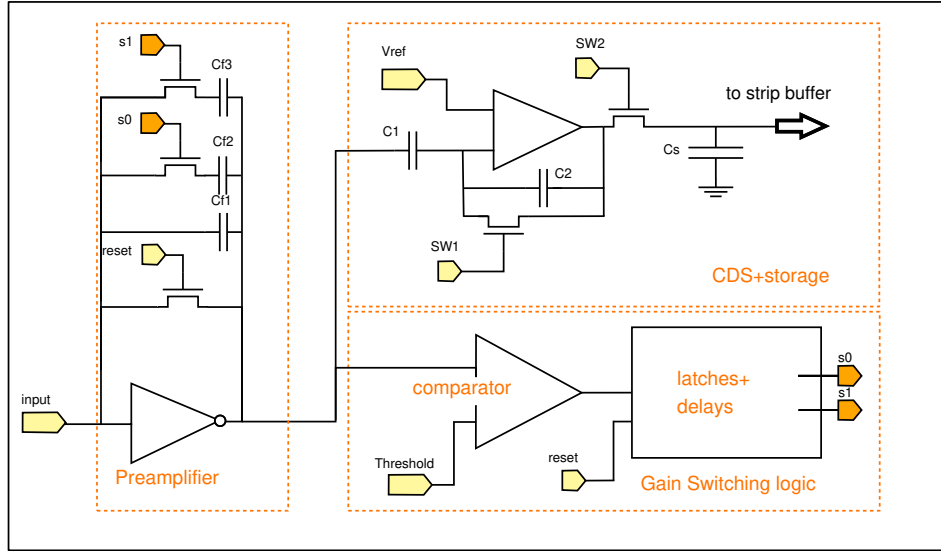 s1
Cf3
s0
Cf2
Cf1
reset
input
Preamplifier
Vref
SW2
to strip buffer
C1
Cs
C2
SW1
CDS+storage
comparator
Threshold
latches+
delays
s0
s1
reset
Gain Switching logic